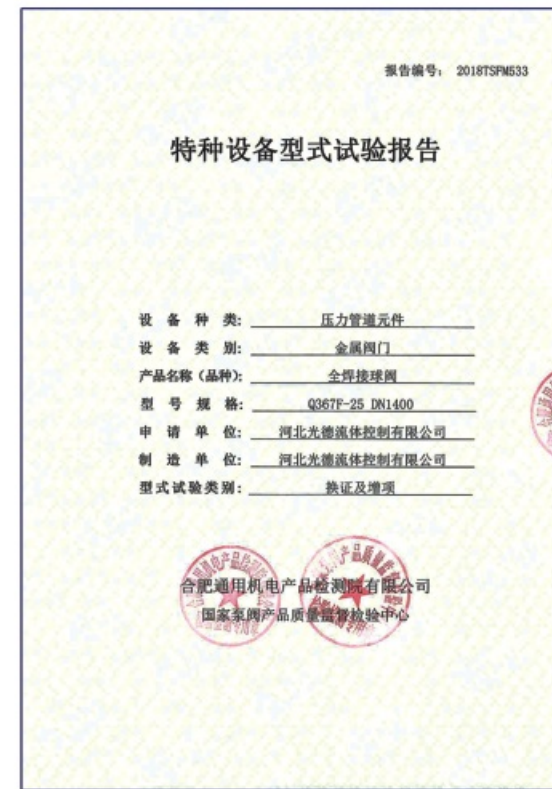 报告编号： 2018TSFM533
特种设备型式试验报告
设 备 种 类： 压力管道元件
设 备 类 别： 金属阀门
产品名称（品种）： 全焊接球阀
型 号 规 格： Q367F-25 DN1400
申 请 单 位： 河北光德流体控制有限公司
制 造 单 位： 河北光德流体控制有限公司
型式试验类别： 换证及增项
合肥通用机电产品检测院有限公司
国家泵阀产品质量监督检验中心